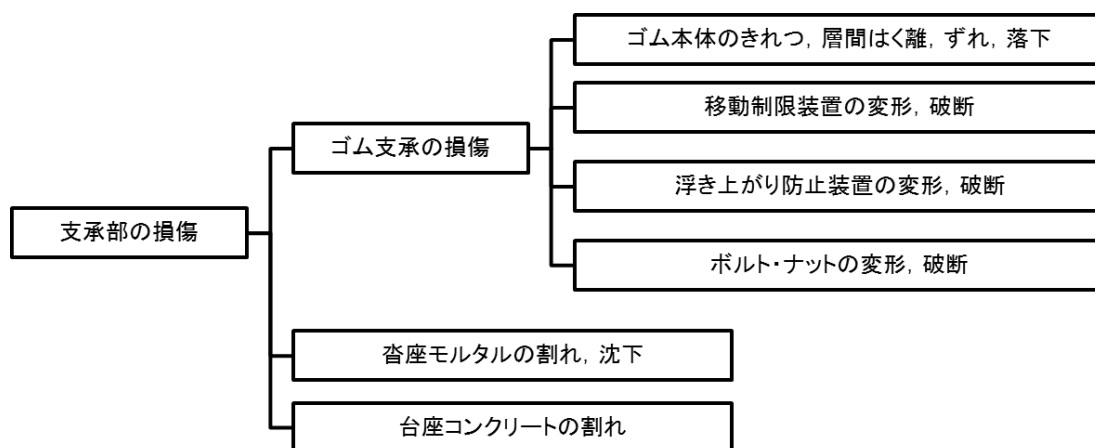 支承部の損傷
ゴム支承の損傷
ゴム本体のきれつ, 層間はく離, ずれ, 落下
移動制限装置の変形, 破断
浮き上がり防止装置の変形, 破断
ボルト・ナットの変形, 破断
沓座モルタルの割れ, 沈下
台座コンクリートの割れ